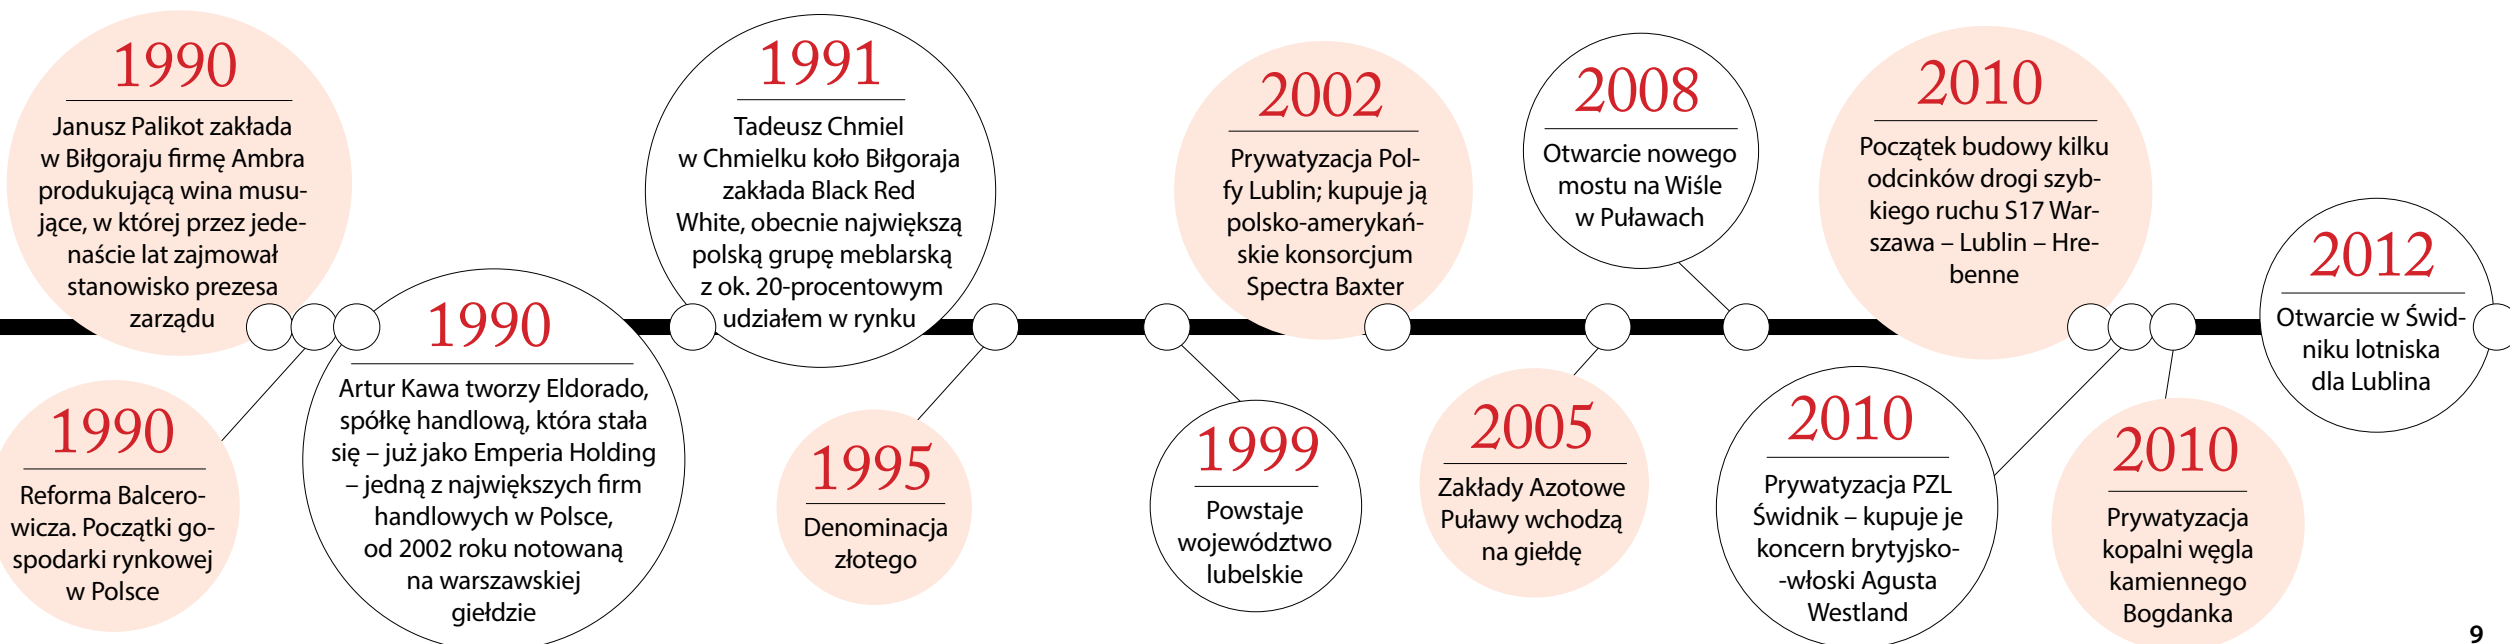 1990
Janusz Palikot zakłada
w Biłgoraju firmę Ambra
produkującą wina musu-
jące, w której przez jede-
naście lat zajmował
stanowisko prezesa
zarządu
1990
Reforma Balcero-
wicza. Początki go-
spodarki rynkowej
w Polsce
1990
Artur Kawa tworzy Eldorado,
spółkę handlową, która stała
się – już jako Emperia Holding
– jedną z największych firm
handlowych w Polsce,
od 2002 roku notowaną
na warszawskiej
giełdzie
1991
Tadeusz Chmiel
w Chmielku koło Biłgoraja
zakłada Black Red
White, obecnie największą
polską grupę meblarską
z ok. 20-procentowym
udziałem w rynku
1995
Denominacja
złotego
1999
Powstaje
województwo
lubelskie
2002
Prywatyzacja Pol-
fy Lublin; kupuje ją
polsko-amerykań-
skie konsorcjum
Spectra Baxter
2005
Zakłady Azotowe
Puławy wchodzą
na giełdę
2008
Otwarcie nowego
mostu na Wiśle
w Puławach
2010
Początek budowy kilku
odcinków drogi szyb-
kiego ruchu S17 War-
szawa – Lublin – Hre-
benne
2010
Prywatyzacja PZL
Świdnik – kupuje je
koncern brytyjsko-
-włoski Agusta
Westland
2010
Prywatyzacja
kopalni węgla
kamiennego
Bogdanka
2012
Otwarcie w Świd-
niku lotniska
dla Lublina
9